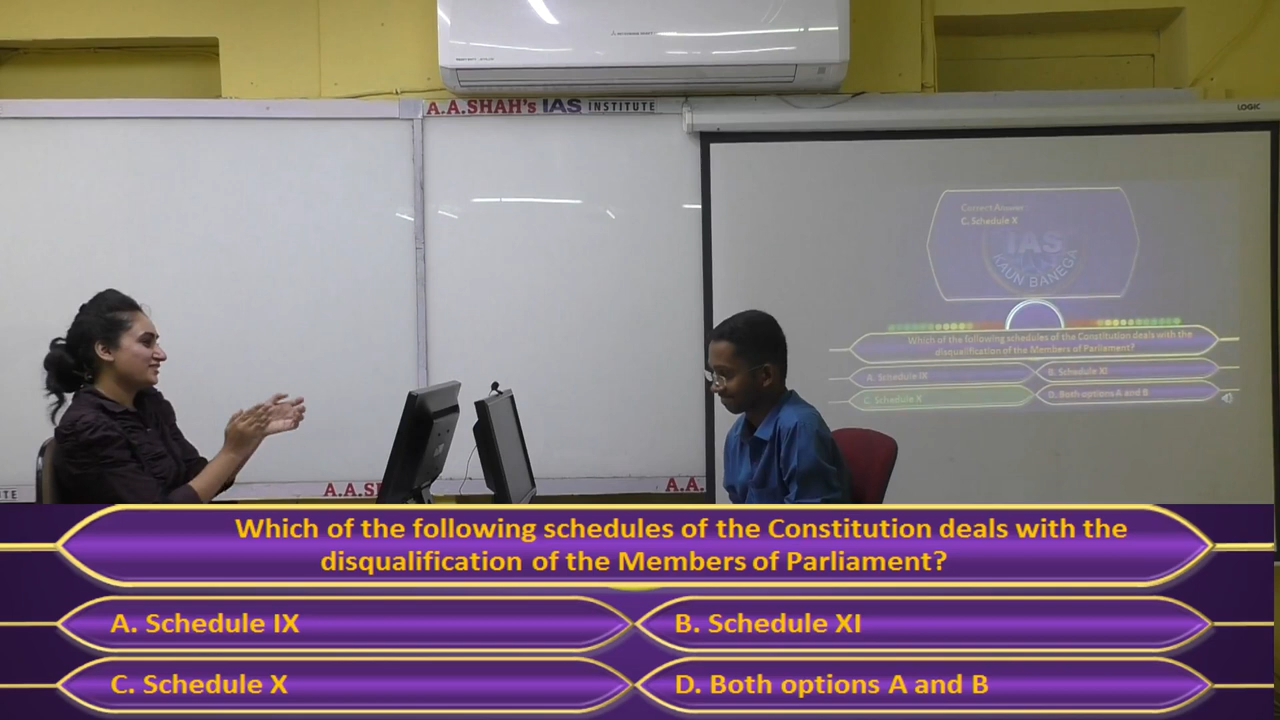 A.A.SHAH's IAS INSTITUTE
LOGIC
Correct Answer:
C. Schedule X
IAS
KAUN BANEGA
Which of the following schedules of the Constitution deals with the
disqualification of the Members of Parliament?
A. Schedule IX
B. Schedule XI
C. Schedule X
D. Both options A and B
A.A.
Which of the following schedules of the Constitution deals with the
disqualification of the Members of Parliament?
A. Schedule IX
B. Schedule XI
C. Schedule X
D. Both options A and B